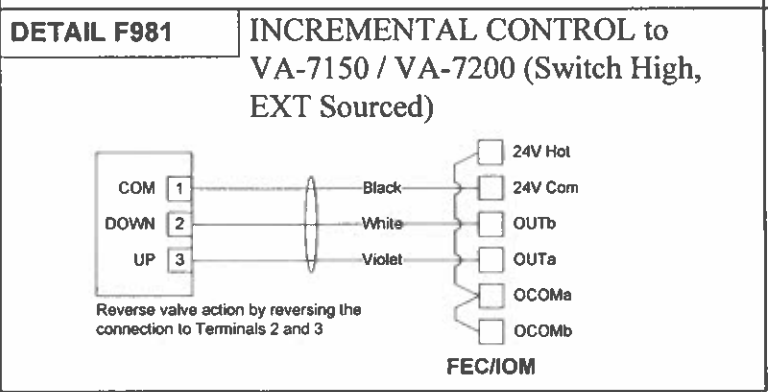 DETAIL F981
INCREMENTAL CONTROL to
VA-7150 / VA-7200 (Switch High,
EXT Sourced)
24V Hot
COM 1 Black 24V Com
DOWN 2 White OUTb
UP 3 Violet OUTa
OCOMa
Reverse valve action by reversing the
connection to Terminals 2 and 3
OCOMb
FEC/IOM